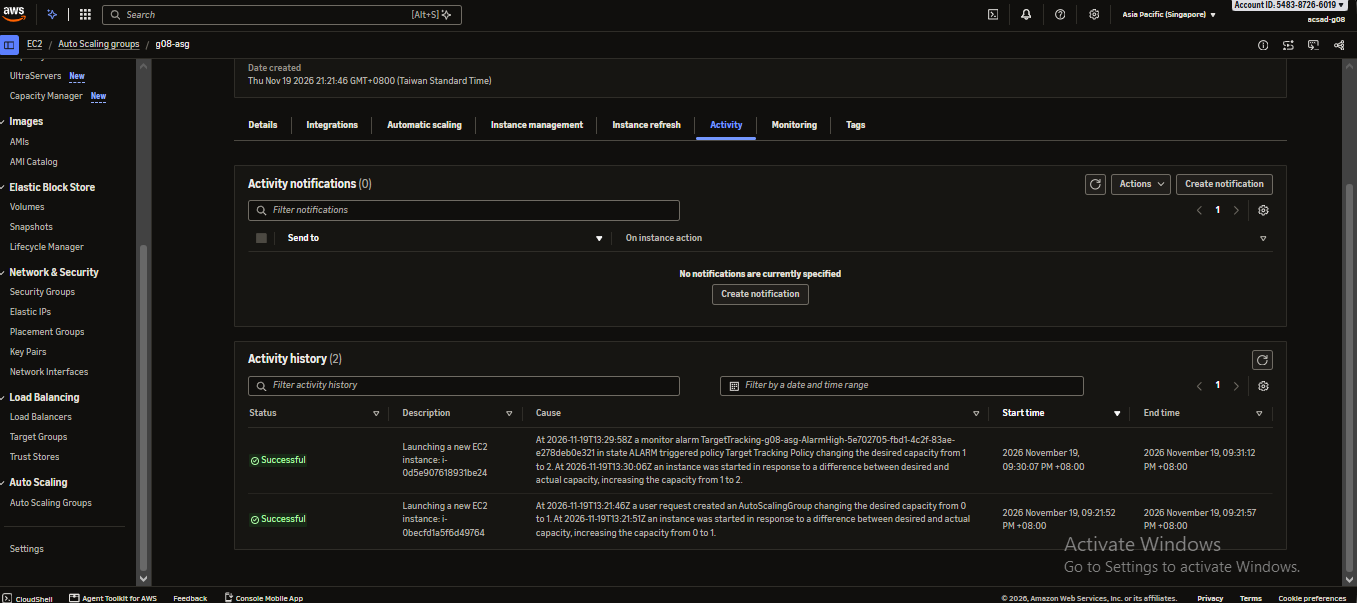 aws
Search [Alt+S]
Asia Pacific (Singapore) ▼
Account ID: 5483-8726-6019 ▼
acsad-g08
EC2 / Auto Scaling groups / g08-asg
UltraServers New
Capacity Manager New
Images
AMIs
AMI Catalog
Elastic Block Store
Volumes
Snapshots
Lifecycle Manager
Network & Security
Security Groups
Elastic IPs
Placement Groups
Key Pairs
Network Interfaces
Load Balancing
Load Balancers
Target Groups
Trust Stores
Auto Scaling
Auto Scaling Groups
Settings
Date created
Thu Nov 19 2026 21:21:46 GMT+0800 (Taiwan Standard Time)
Details Integrations Automatic scaling Instance management Instance refresh Activity Monitoring Tags
Activity notifications (0)
Actions Create notification
Filter notifications
1
Send to On instance action
No notifications are currently specified
Create notification
Activity history (2)
Filter activity history Filter by a date and time range
1
Status Description Cause Start time End time
Successful
Launching a new EC2
instance: i-
0d5e907618931be24
At 2026-11-19T13:29:58Z a monitor alarm TargetTracking-g08-asg-AlarmHigh-5e702705-fbd1-4c2f-83ae-
e278deb0e321 in state ALARM triggered policy Target Tracking Policy changing the desired capacity from 1
to 2. At 2026-11-19T13:30:06Z an instance was started in response to a difference between desired and
actual capacity, increasing the capacity from 1 to 2.
2026 November 19,
09:30:07 PM +08:00
2026 November 19, 09:31:12
PM +08:00
Successful
Launching a new EC2
instance: i-
0becfd1a5f6d49764
At 2026-11-19T13:21:46Z a user request created an AutoScalingGroup changing the desired capacity from 0
to 1. At 2026-11-19T13:21:51Z an instance was started in response to a difference between desired and actual
capacity, increasing the capacity from 0 to 1.
2026 November 19, 09:21:52
PM +08:00
2026 November 19, 09:21:57
PM +08:00
Activate Windows
Go to Settings to activate Windows.
CloudShell Agent Toolkit for AWS Feedback Console Mobile App
© 2026, Amazon Web Services, Inc. or its affiliates. Privacy Terms Cookie preferences